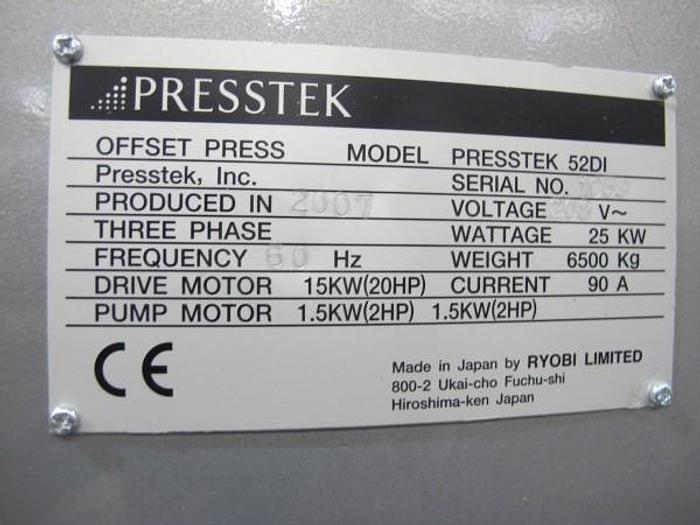 PRESSTEK
OFFSET PRESS MODEL PRESSTEK 52DI
Presstek, Inc. SERIAL NO.
PRODUCED IN 2007 VOLTAGE V~
THREE PHASE WATTAGE 25 KW
FREQUENCY 60 Hz WEIGHT 6500 Kg
DRIVE MOTOR 15KW(20HP) CURRENT 90 A
PUMP MOTOR 1.5KW(2HP) 1.5KW(2HP)
CE
Made in Japan by RYOBI LIMITED
800-2 Ukai-cho Fuchu-shi
Hiroshima-ken Japan